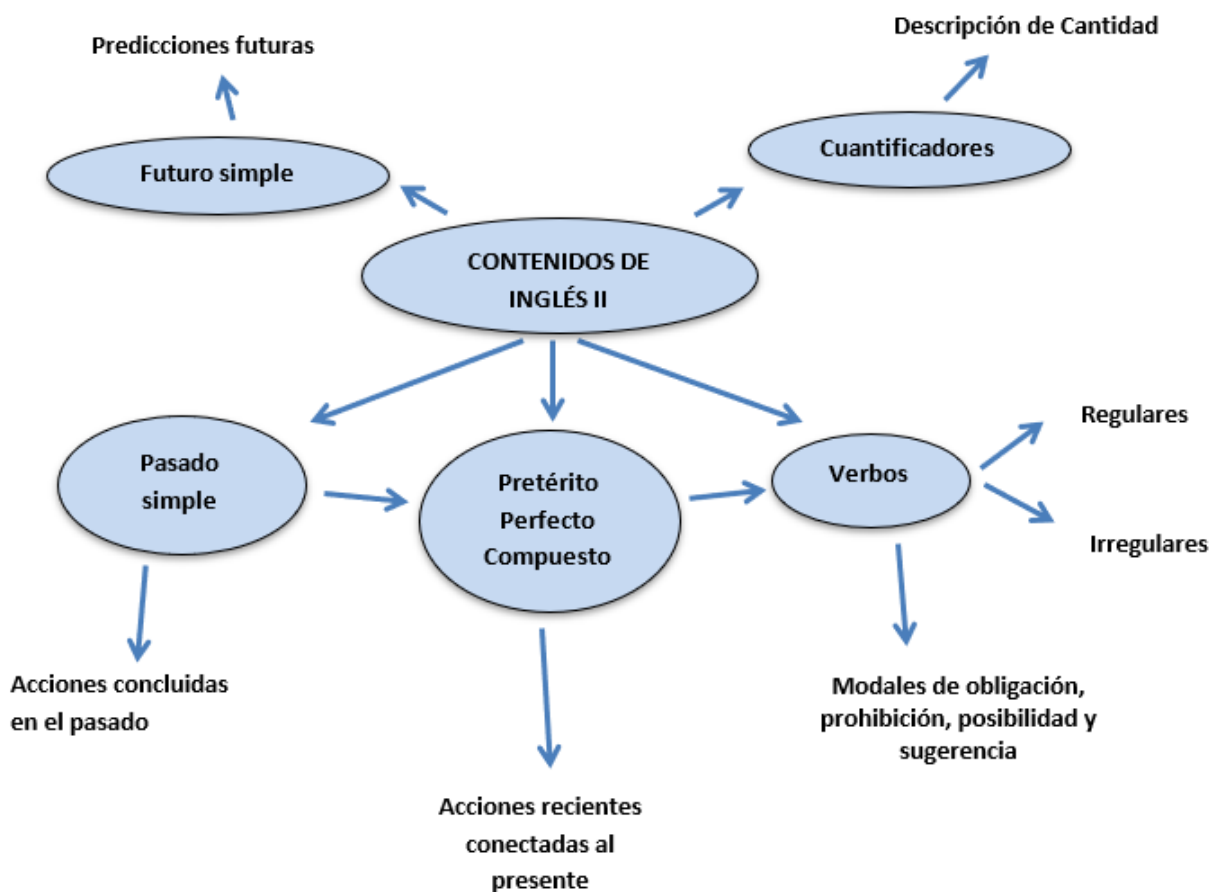 Predicciones futuras
Descripción de Cantidad
Futuro simple
Cuantificadores
CONTENIDOS DE
INGLÉS II
Pasado
simple
Pretérito
Perfecto
Compuesto
Verbos
Regulares
Irregulares
Acciones concluidas
en el pasado
Modales de obligación,
prohibición, posibilidad y
sugerencia
Acciones recientes
conectadas al
presente